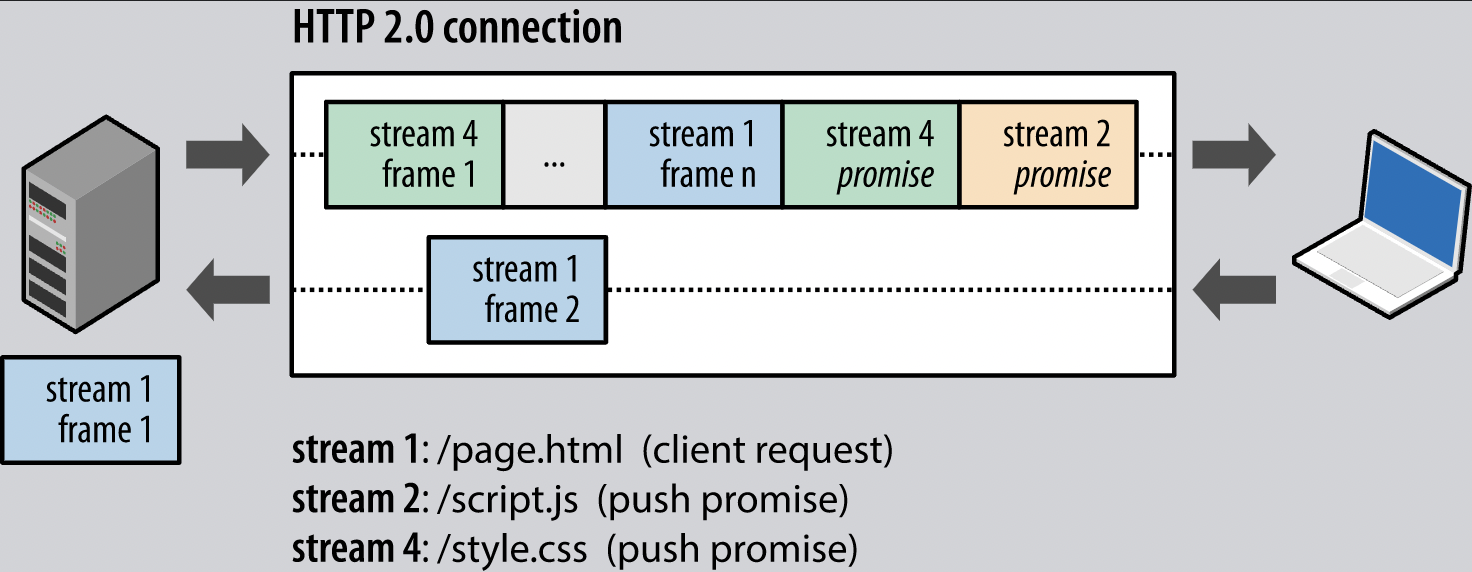 HTTP 2.0 connection
stream 4
frame 1
...
stream 1
frame n
stream 4
promise
stream 2
promise
stream 1
frame 2
stream 1
frame 1
stream 1: /page.html (client request)
stream 2: /script.js (push promise)
stream 4: /style.css (push promise)